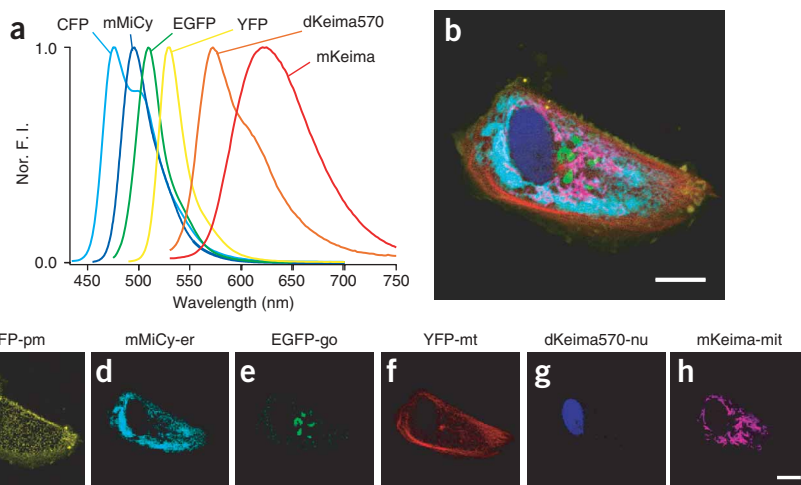 a
CFP mMiCy EGFP YFP dKeima570
mKeima
1.0
Nor. F. I.
0.0
450 500 550 600 650 700 750
Wavelength (nm)
b
FP-pm mMiCy-er EGFP-go YFP-mt dKeima570-nu mKeima-mit
d e f g h